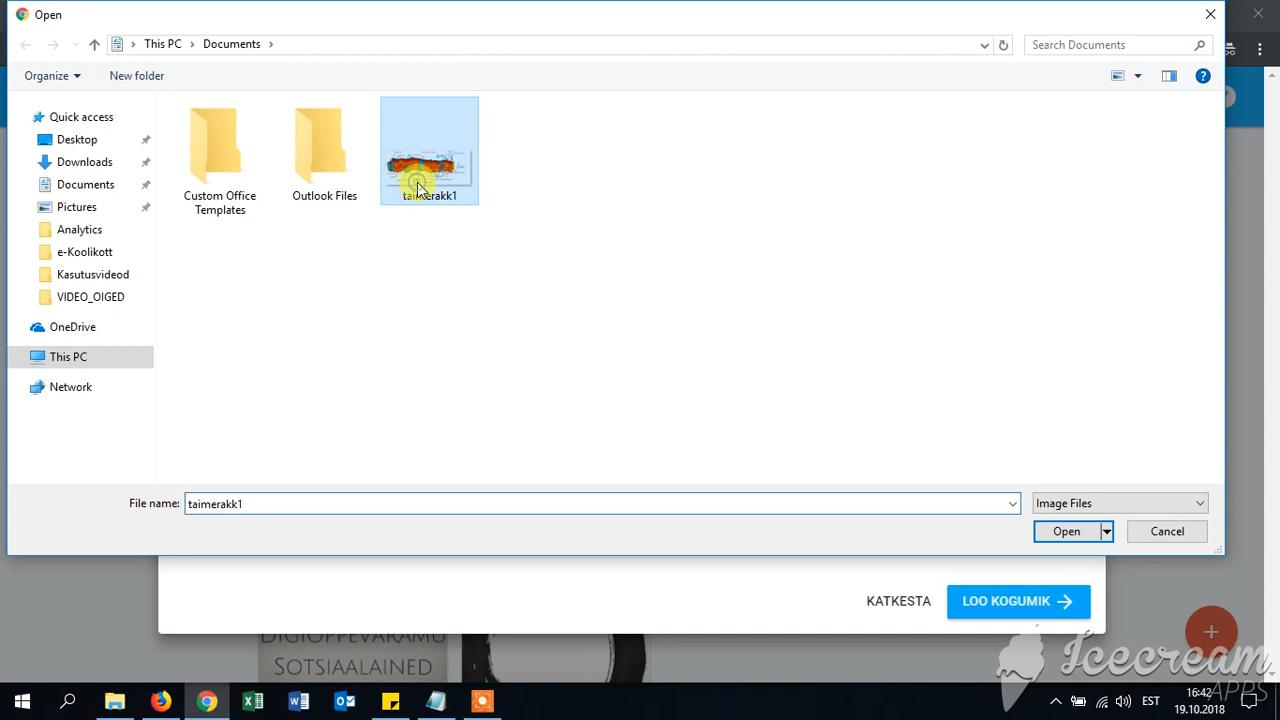 Open
This PC
Documents
Search Documents
Organize
New folder
Quick access
Desktop
Downloads
Documents
Pictures
Analytics
e-Koolikott
Kasutusvideod
VIDEO_OIGED
OneDrive
This PC
Network
Custom Office
Templates
Outlook Files
taimerakk1
File name:
taimerakk1
Image Files
Open
Cancel
KATKESTA
LOO KOGUMIK
DIGIÕPPEVARAMU
SOTSIAALAINED
Icecream
APPS
EST
16:42
19.10.2018